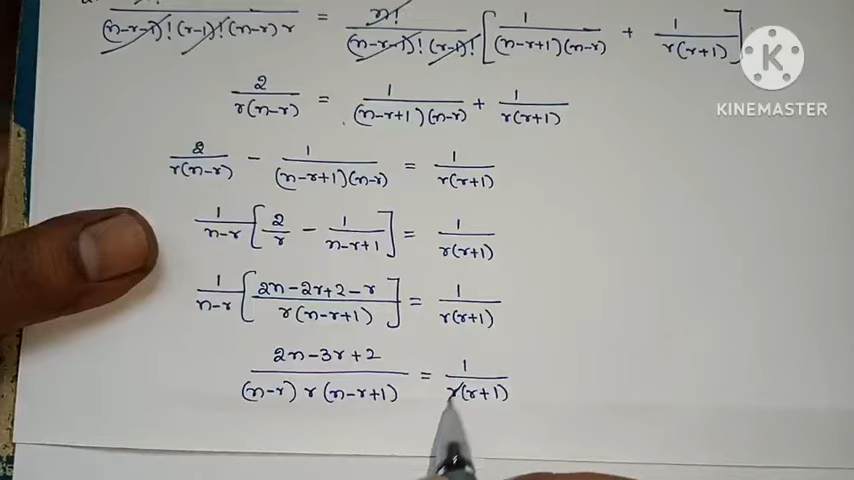 (n-r-1)! (r-1)! (n-r) r = n! / (n-r-1)! (r-1)! [ 1 / (n-r+1)(n-r) + 1 / r(r+1) ]
2 / r(n-r) = 1 / (n-r+1)(n-r) + 1 / r(r+1)
2 / r(n-r) - 1 / (n-r+1)(n-r) = 1 / r(r+1)
1 / n-r [ 2 / r - 1 / n-r+1 ] = 1 / r(r+1)
1 / n-r [ 2n-2r+2-r / r(n-r+1) ] = 1 / r(r+1)
2n-3r+2 / (n-r) r (n-r+1) = 1 / r(r+1)
KINEMASTER